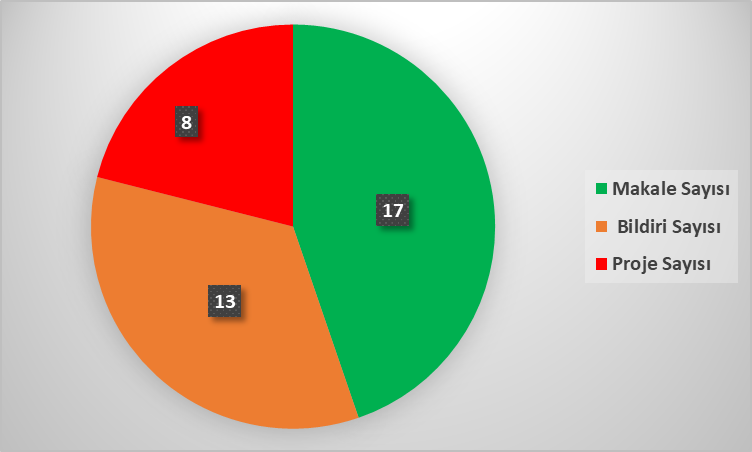 8
17
13
Makale Sayısı
Bildiri Sayısı
Proje Sayısı